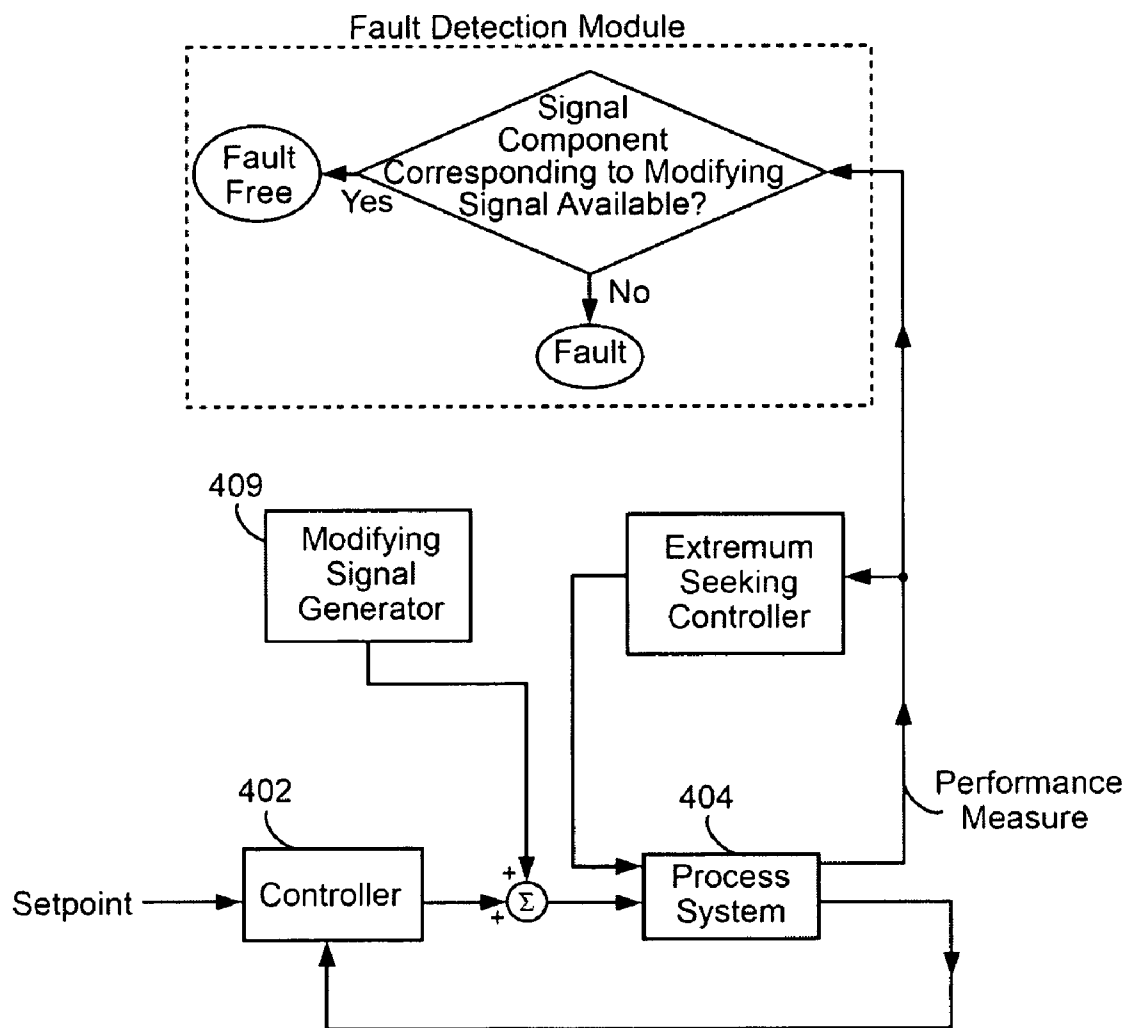 Fault Detection Module
Signal
Component
Corresponding to Modifying
Signal Available?
Fault
Free
Yes
No
Fault
409
Modifying
Signal
Generator
Extremum
Seeking
Controller
Performance
Measure
402
404
Setpoint
Controller
+
+
Σ
Process
System